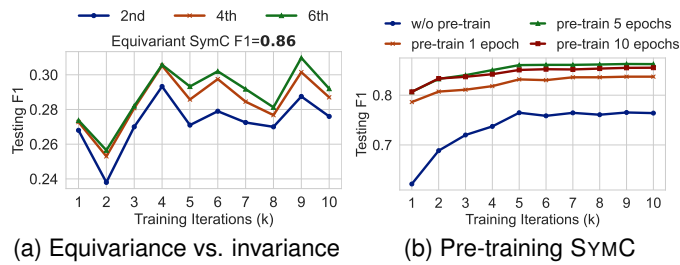 2nd 4th 6th
Equivariant SymC F1=0.86
Testing F1
0.30
0.28
0.26
0.24
1 2 3 4 5 6 7 8 9 10
Training Iterations (k)
(a) Equivariance vs. invariance
w/o pre-train pre-train 5 epochs
pre-train 1 epoch pre-train 10 epochs
Testing F1
0.8
0.7
1 2 3 4 5 6 7 8 9 10
Training Iterations (k)
(b) Pre-training SYMC